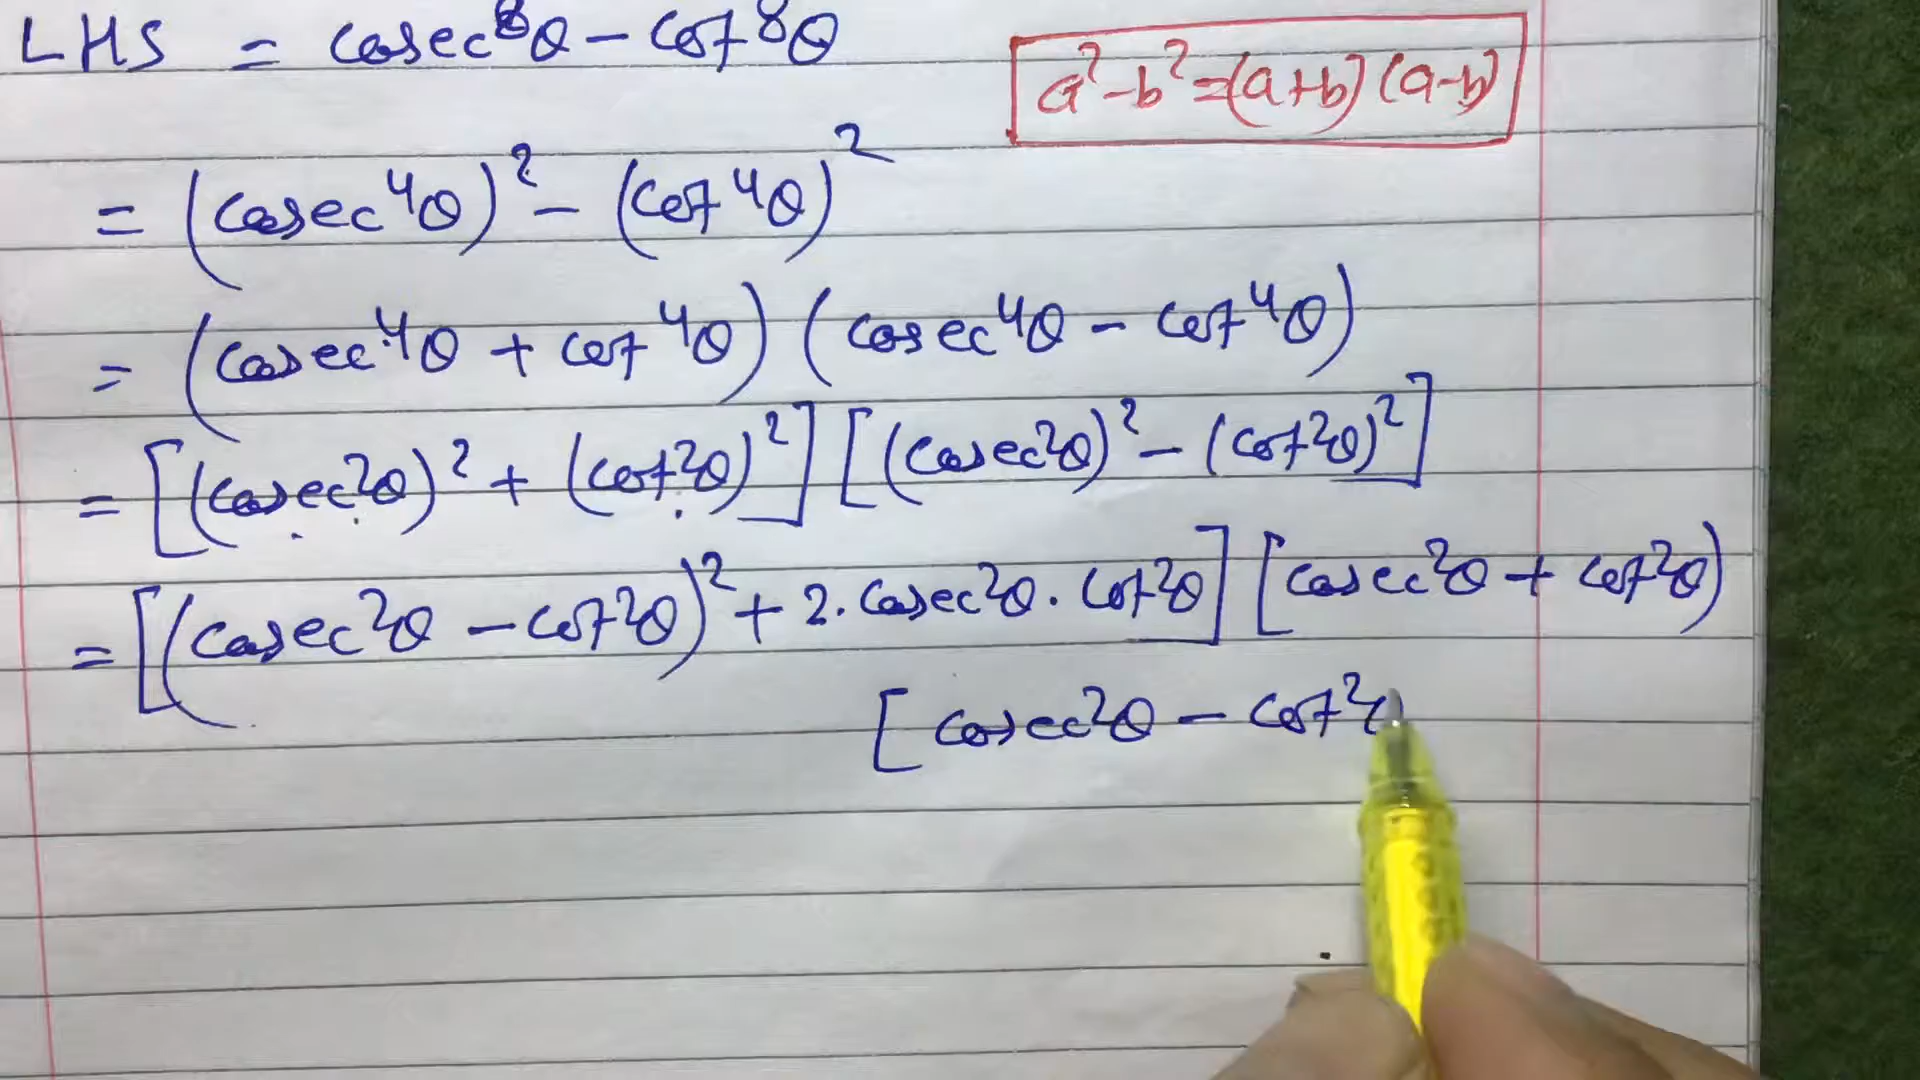 LHS = cosec⁸θ − cot⁸θ
a² − b² = (a+b) (a−b)
= (cosec⁴θ)² − (cot⁴θ)²
= (cosec⁴θ + cot⁴θ) (cosec⁴θ − cot⁴θ)
= [(cosec²θ)² + (cot²θ)²] [(cosec²θ)² − (cot²θ)²]
= [(cosec²θ − cot²θ)² + 2. cosec²θ . cot²θ] [cosec²θ + cot²θ)
[cosec²θ − cot²